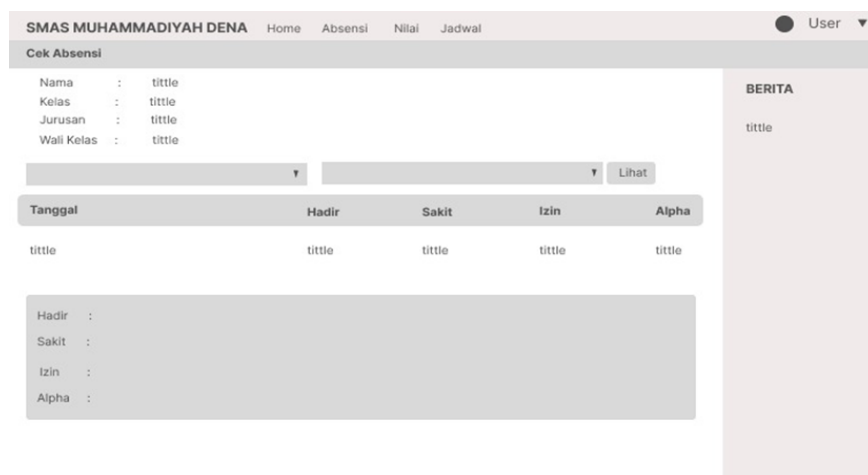 SMAS MUHAMMADIYAH DENA Home Absensi Nilai Jadwal User
Cek Absensi
Nama : tittle
Kelas : tittle
Jurusan : tittle
Wali Kelas : tittle
Lihat
Tanggal Hadir Sakit Izin Alpha
tittle tittle tittle tittle tittle
Hadir :
Sakit :
Izin :
Alpha :
BERITA
tittle